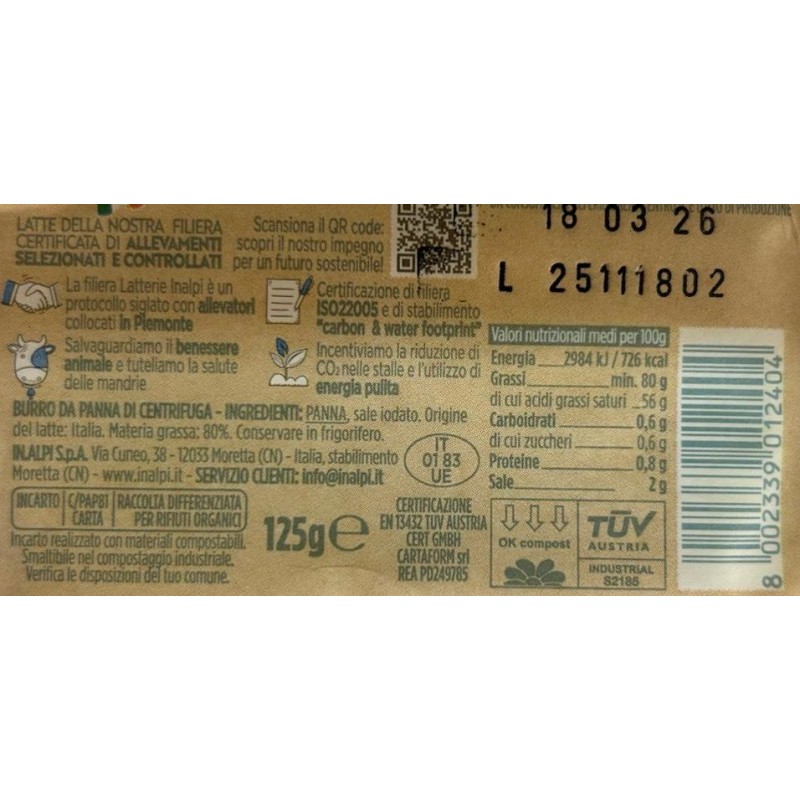 LATTE DELLA NOSTRA FILIERA
CERTIFICATA DI ALLEVAMENTI
SELEZIONATI E CONTROLLATI
Scansiona il QR code:
scopri il nostro impegno
per un futuro sostenibile!
18 03 26
L 25111802
La filiera Latterie Inalpi è un
protocollo siglato con allevatori
collocati in Piemonte
Certificazione di filiera
ISO22005 e di stabilimento
"carbon & water footprint"
Salvaguardiamo il benessere
animale e tuteliamo la salute
delle mandrie
Incentiviamo la riduzione di
CO2 nelle stalle e l'utilizzo di
energia pulita
BURRO DA PANNA DI CENTRIFUGA - INGREDIENTI: PANNA, sale iodato. Origine
del latte: Italia. Materia grassa: 80%. Conservare in frigorifero.
IN.ALPI S.p.A. Via Cuneo, 38 - 12033 Moretta (CN) - Italia, stabilimento
Moretta (CN) - www.inalpi.it - SERVIZIO CLIENTI: info@inalpi.it
IT
01 83
UE
Valori nutrizionali medi per 100g
Energia 2984 kJ / 726 kcal
Grassi min. 80 g
di cui acidi grassi saturi 56 g
Carboidrati 0,6 g
di cui zuccheri 0,6 g
Proteine 0,8 g
Sale 2 g
INCARTO C/PAP81 RACCOLTA DIFFERENZIATA
CARTA PER RIFIUTI ORGANICI
Incarto realizzato con materiali compostabili.
Smaltibile nel compostaggio industriale.
Verifica le disposizioni del tuo comune.
125g e
CERTIFICAZIONE
EN 13432 TUV AUSTRIA
CERT GMBH
CARTAFORM srl
REA PD249785
OK compost
TÜV
AUSTRIA
INDUSTRIAL
S2185
8 002339 012404